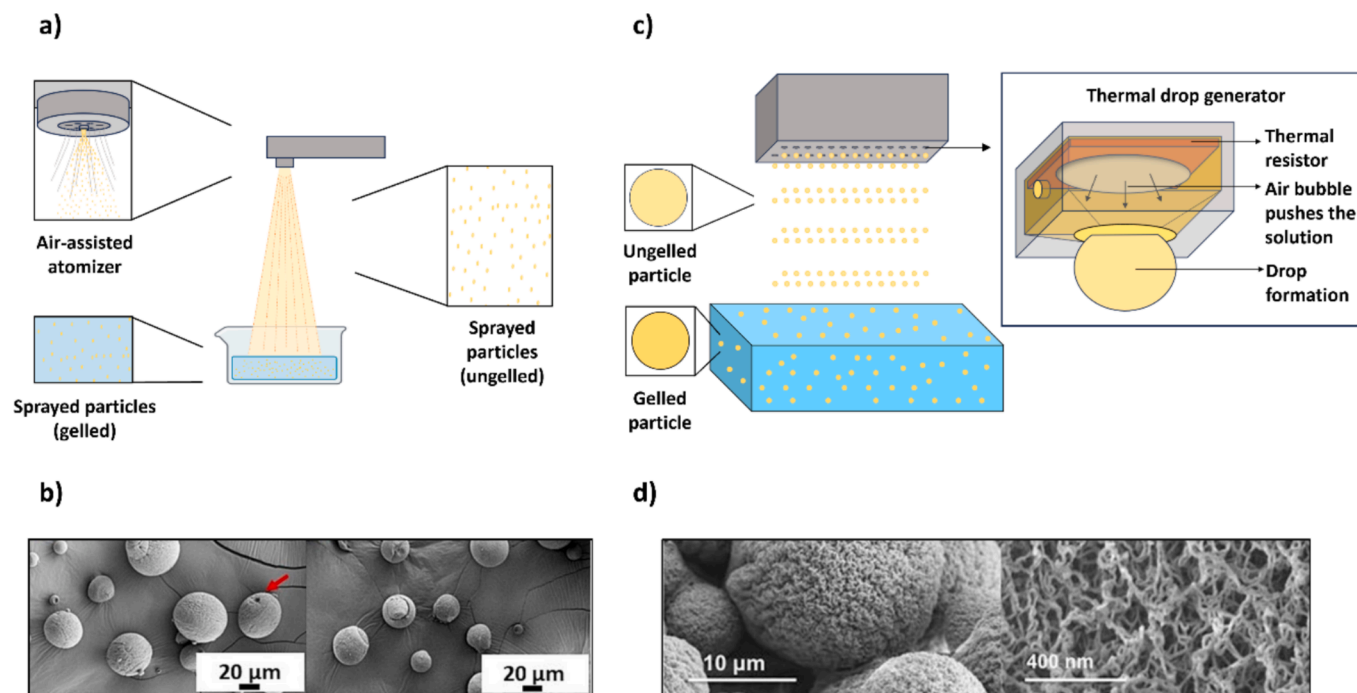 a)
Air-assisted
atomizer
Sprayed particles
(gelled)
Sprayed
particles
(ungelled)
c)
Ungelled
particle
Gelled
particle
Thermal drop generator
Thermal
resistor
Air bubble
pushes the
solution
Drop
formation
b)
20 µm
20 µm
d)
10 µm
400 nm